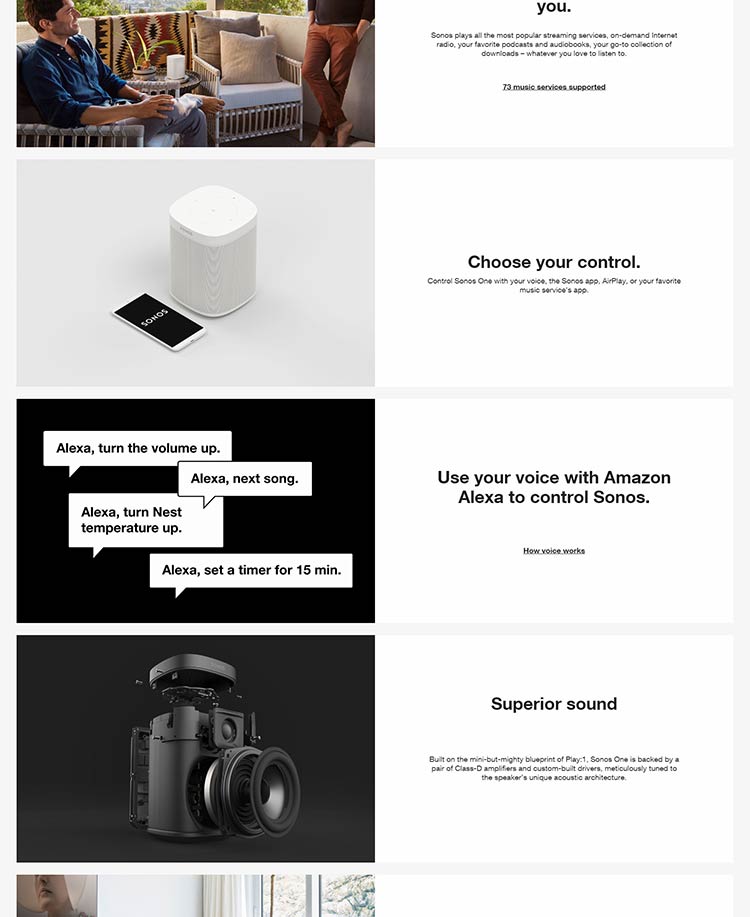 you.
Sonos plays all the most popular streaming services, on-demand Internet
radio, your favorite podcasts and audiobooks, your go-to collection of
downloads – whatever you love to listen to.
73 music services supported
SONOS
Choose your control.
Control Sonos One with your voice, the Sonos app, AirPlay, or your favorite
music service's app.
Alexa, turn the volume up.
Alexa, next song.
Alexa, turn Nest
temperature up.
Alexa, set a timer for 15 min.
Use your voice with Amazon
Alexa to control Sonos.
How voice works
Superior sound
Built on the mini-but-mighty blueprint of Play:1, Sonos One is backed by a
pair of Class-D amplifiers and custom-built drivers, meticulously tuned to
the speaker's unique acoustic architecture.